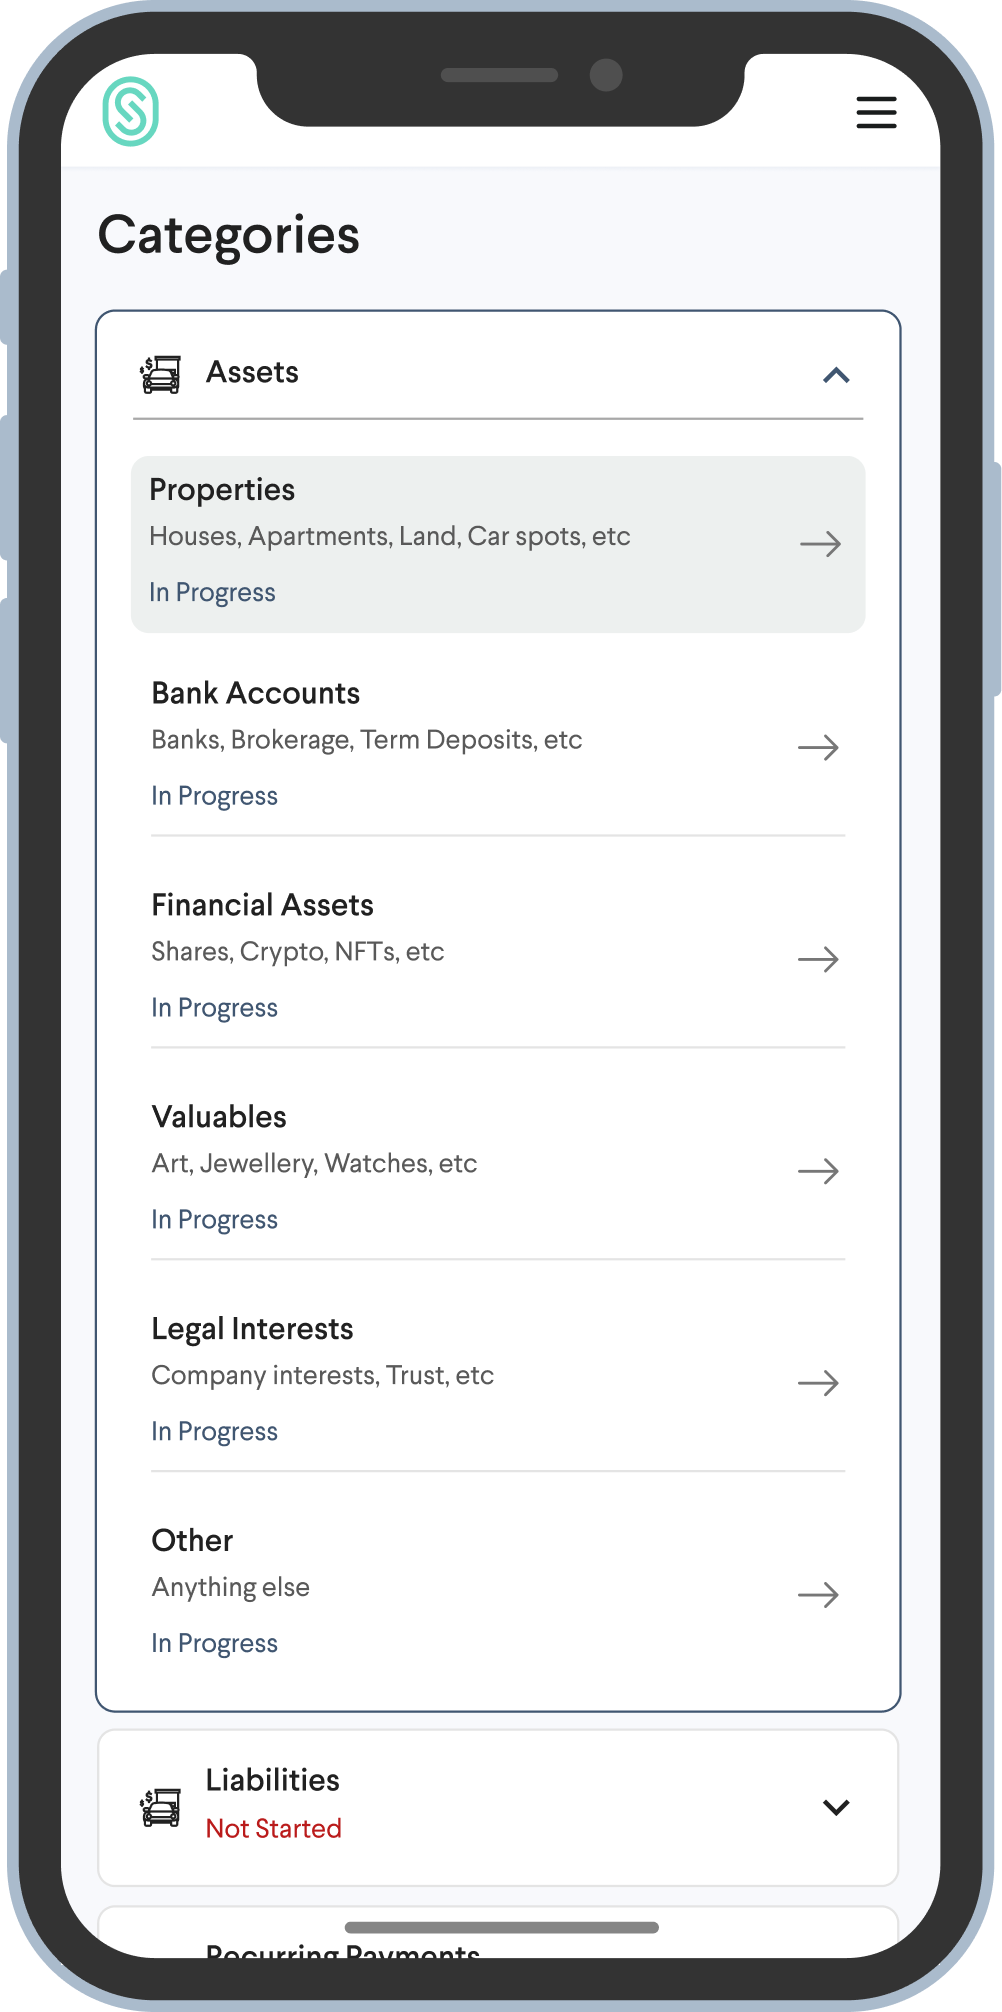 Categories
Assets
Properties
Houses, Apartments, Land, Car spots, etc
In Progress
Bank Accounts
Banks, Brokerage, Term Deposits, etc
In Progress
Financial Assets
Shares, Crypto, NFTs, etc
In Progress
Valuables
Art, Jewellery, Watches, etc
In Progress
Legal Interests
Company interests, Trust, etc
In Progress
Other
Anything else
In Progress
Liabilities
Not Started
Recurring Payments